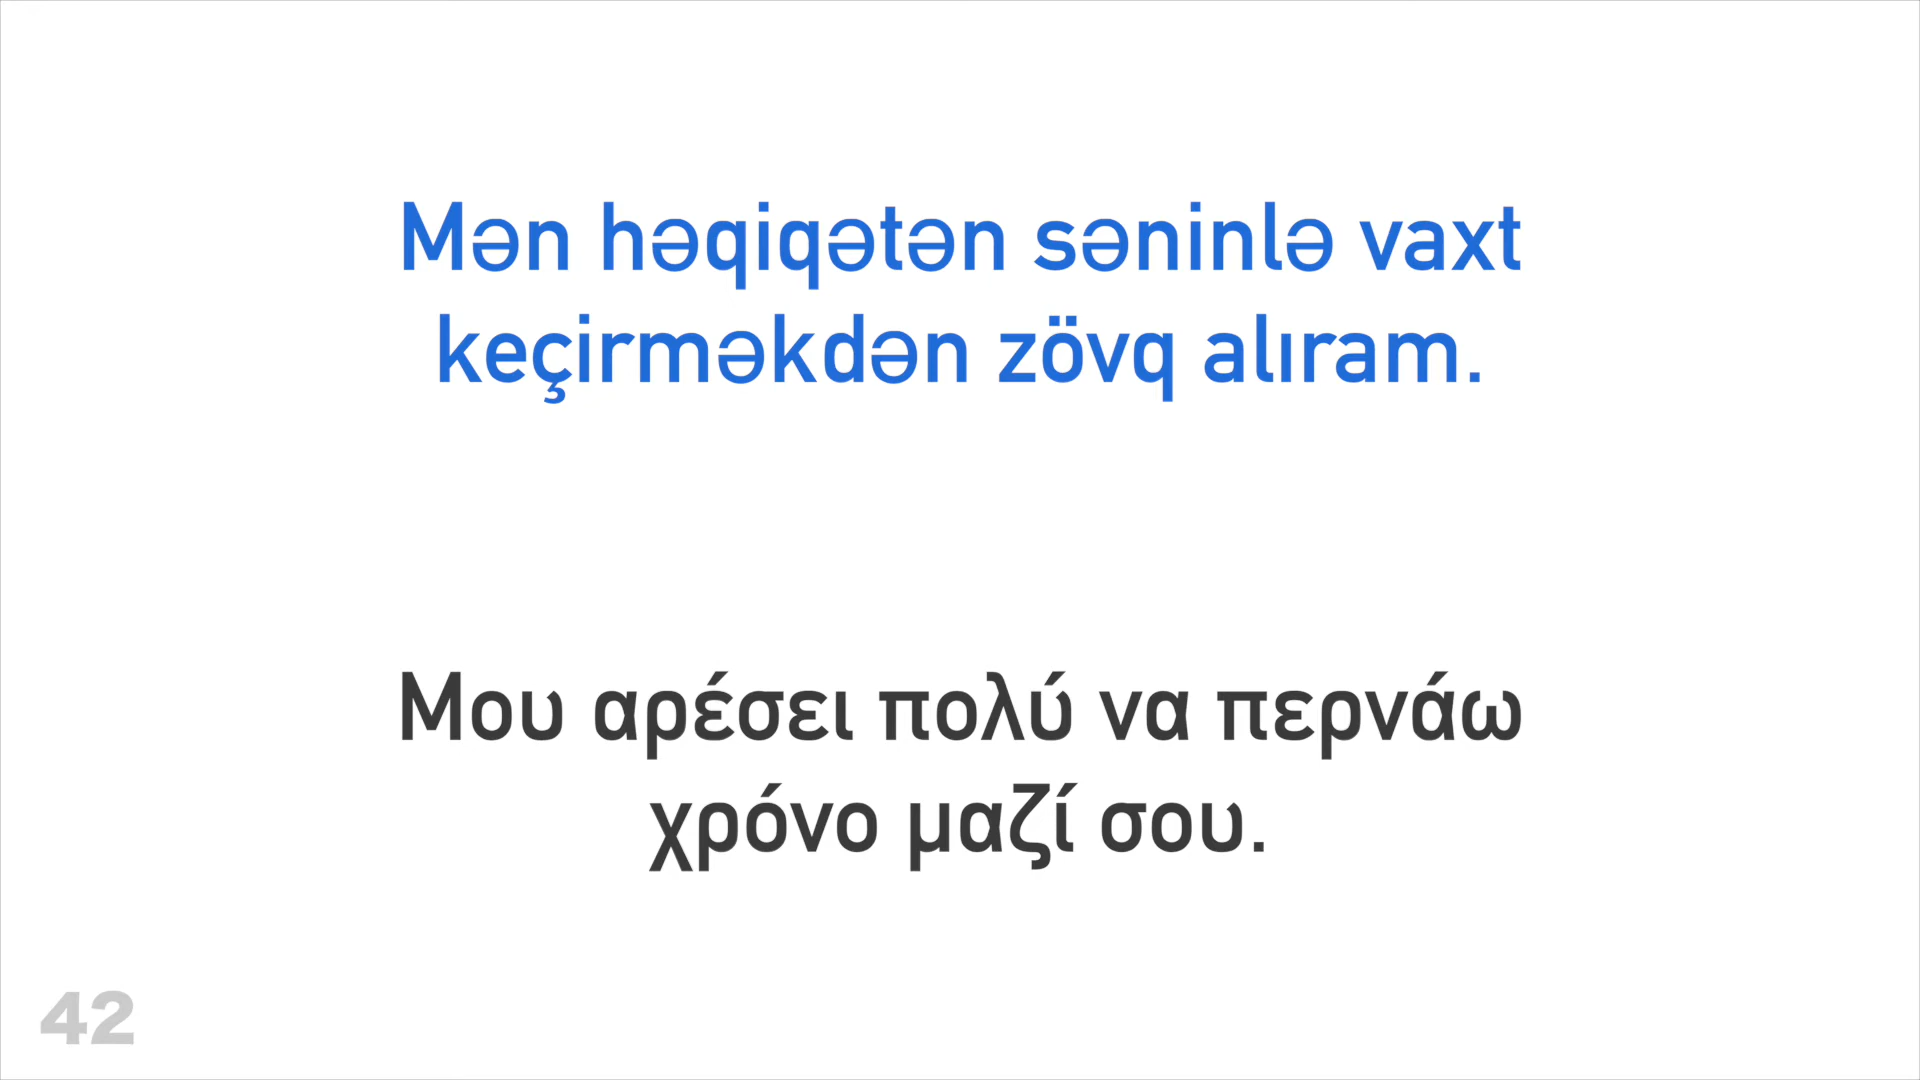 Mən həqiqətən səninlə vaxt
keçirməkdən zövq alıram.
Μου αρέσει πολύ να περνάω
χρόνο μαζί σου.
42